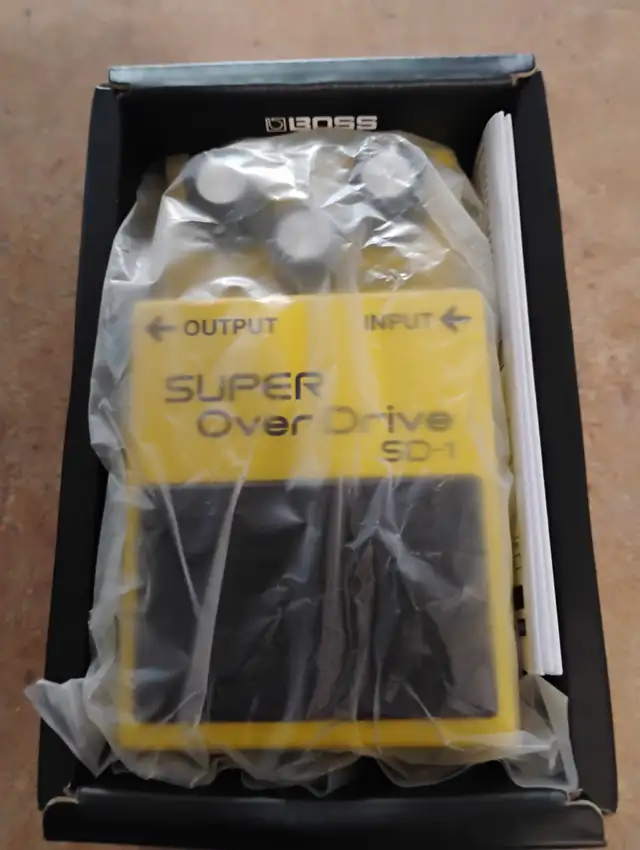 BOSS
OUTPUT INPUT
SUPER
Over Drive
SD-1